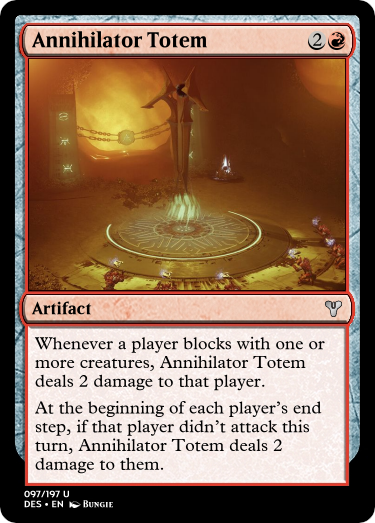 Annihilator Totem 2
Artifact
Whenever a player blocks with one or
more creatures, Annihilator Totem
deals 2 damage to that player.
At the beginning of each player's end
step, if that player didn't attack this
turn, Annihilator Totem deals 2
damage to them.
097/197 U
DES • EN Bungie